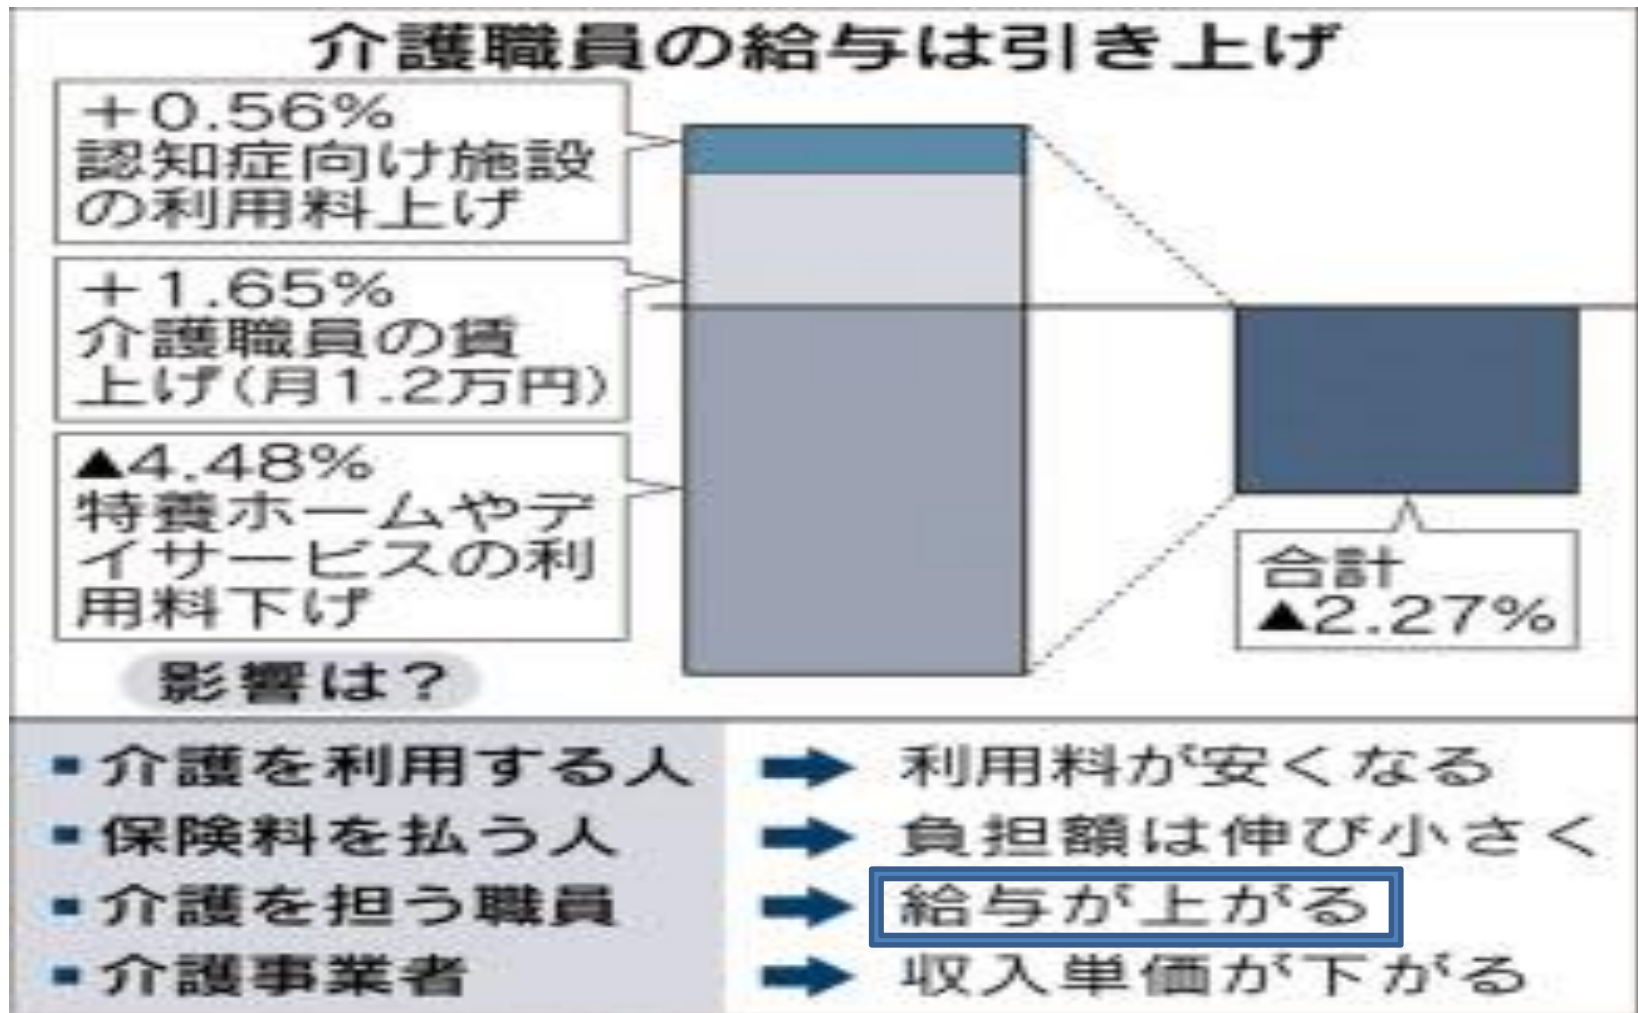 介護職員の給与は引き上げ
+0.56%
認知症向け施設
の利用料上げ
+1.65%
介護職員の賃
上げ(月1.2万円)
▲4.48%
特養ホームやデ
イサービスの利
用料下げ
合計
▲2.27%
影響は?
▪介護を利用する人 ➡ 利用料が安くなる
▪保険料を払う人 ➡ 負担額は伸び小さく
▪介護を担う職員 ➡ 給与が上がる
▪介護事業者 ➡ 収入単価が下がる